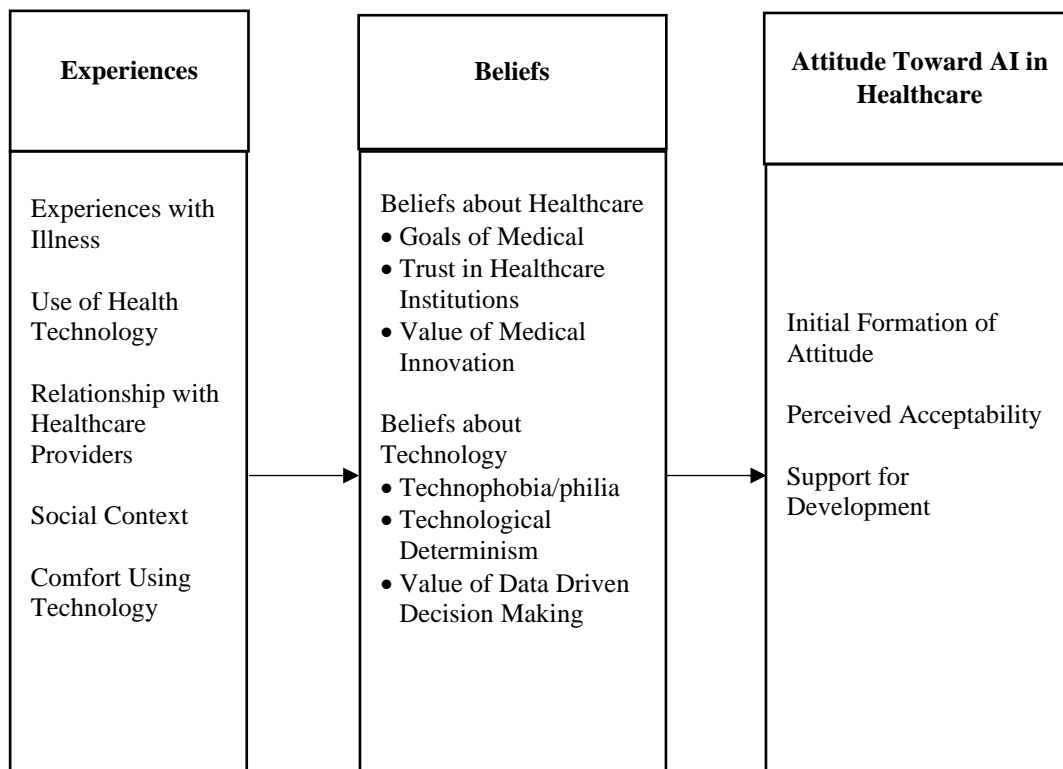 Experiences
Experiences with
Illness
Use of Health
Technology
Relationship with
Healthcare
Providers
Social Context
Comfort Using
Technology
Beliefs
Beliefs about Healthcare
• Goals of Medical
• Trust in Healthcare
Institutions
• Value of Medical
Innovation
Beliefs about
Technology
• Technophobia/philia
• Technological
Determinism
• Value of Data Driven
Decision Making
Attitude Toward AI in
Healthcare
Initial Formation of
Attitude
Perceived Acceptability
Support for
Development